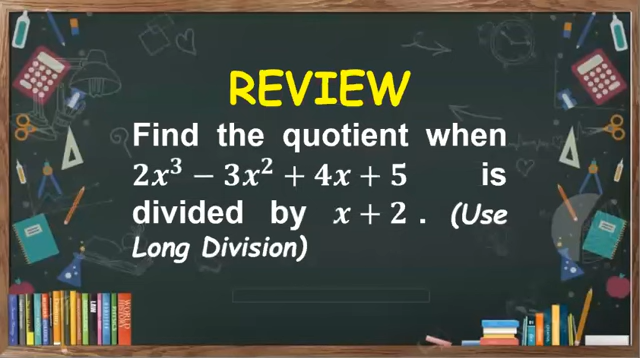 REVIEW
Find the quotient when
2x³ − 3x² + 4x + 5 is
divided by x + 2 . (Use
Long Division)